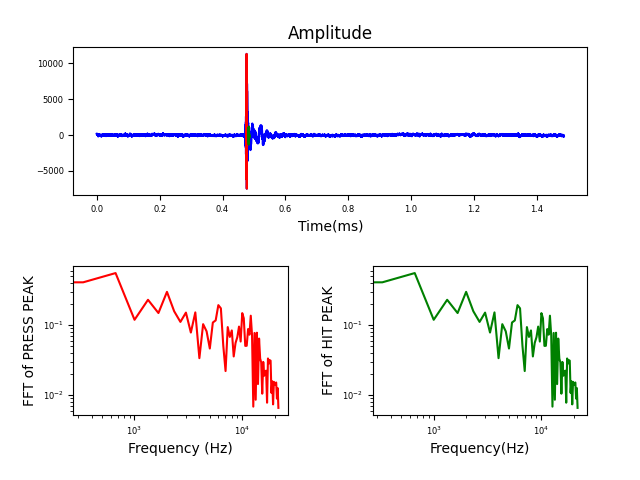 Amplitude
10000
5000
0
−5000
0.0 0.2 0.4 0.6 0.8 1.0 1.2 1.4
Time(ms)
FFT of PRESS PEAK
10⁻¹
10⁻²
10³ 10⁴
Frequency (Hz)
FFT of HIT PEAK
10⁻¹
10⁻²
10³ 10⁴
Frequency(Hz)